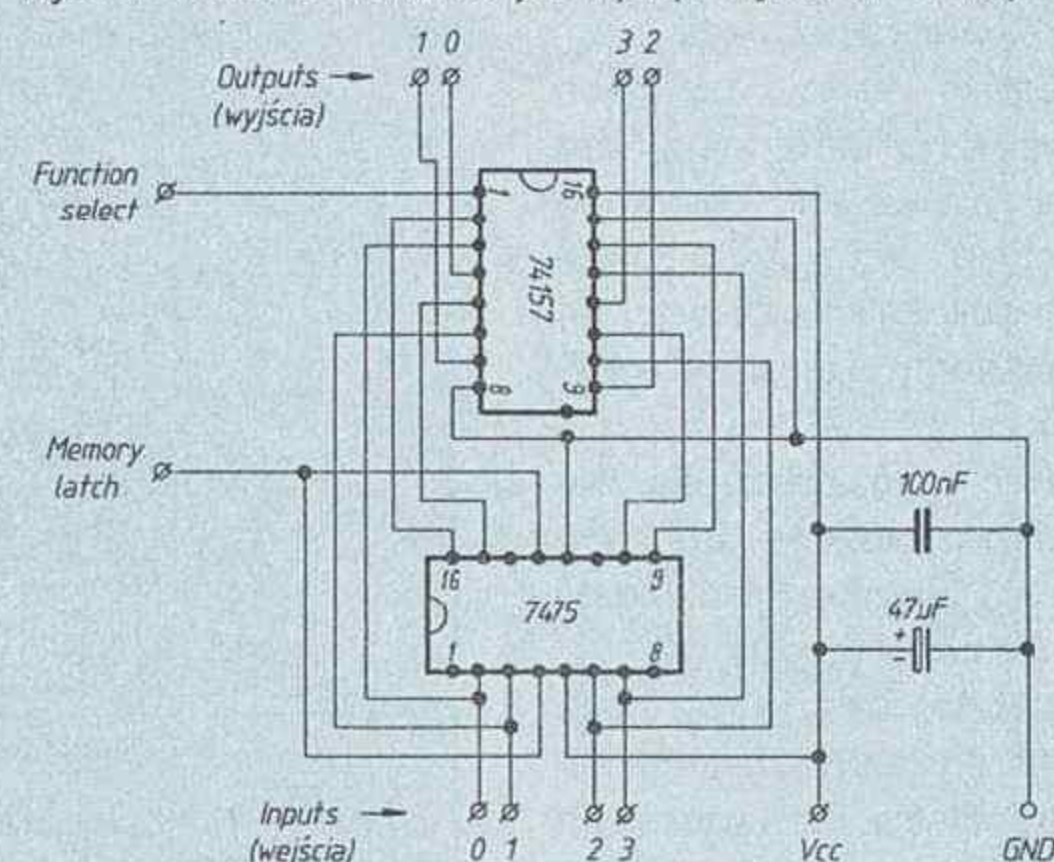 1 0
3 2
Outputs
(wyjścia)
Function
select
1
16
74157
8
9
Memory
latch
100nF
16
9
7475
47µF
+
-
1
8
Inputs
(wejścia)
0 1
2 3
Vcc
GND